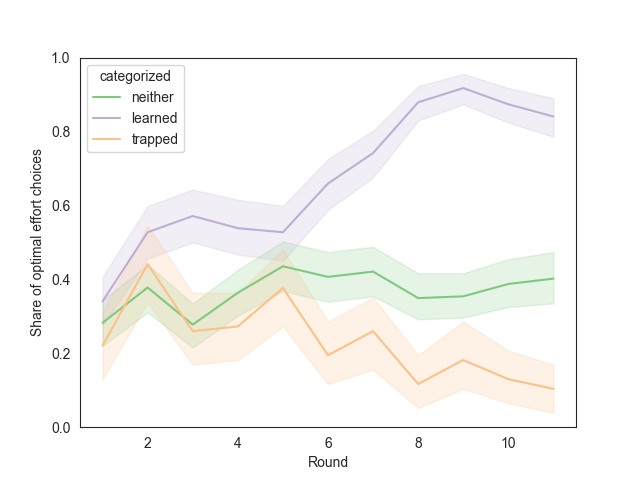 1.0
0.8
0.6
0.4
0.2
0.0
Share of optimal effort choices
categorized
neither
learned
trapped
2 4 6 8 10
Round